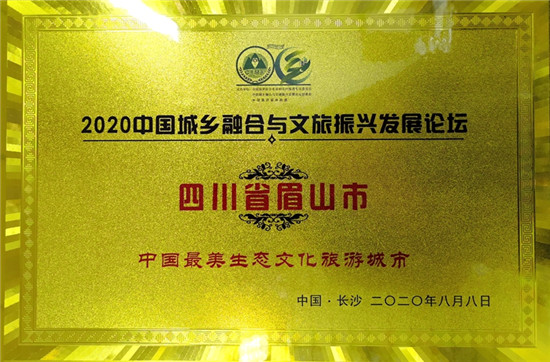 2020中国城乡融合与文旅振兴发展论坛
四川省眉山市
中国最美生态文化旅游城市
中国·长沙 二〇二〇年八月八日